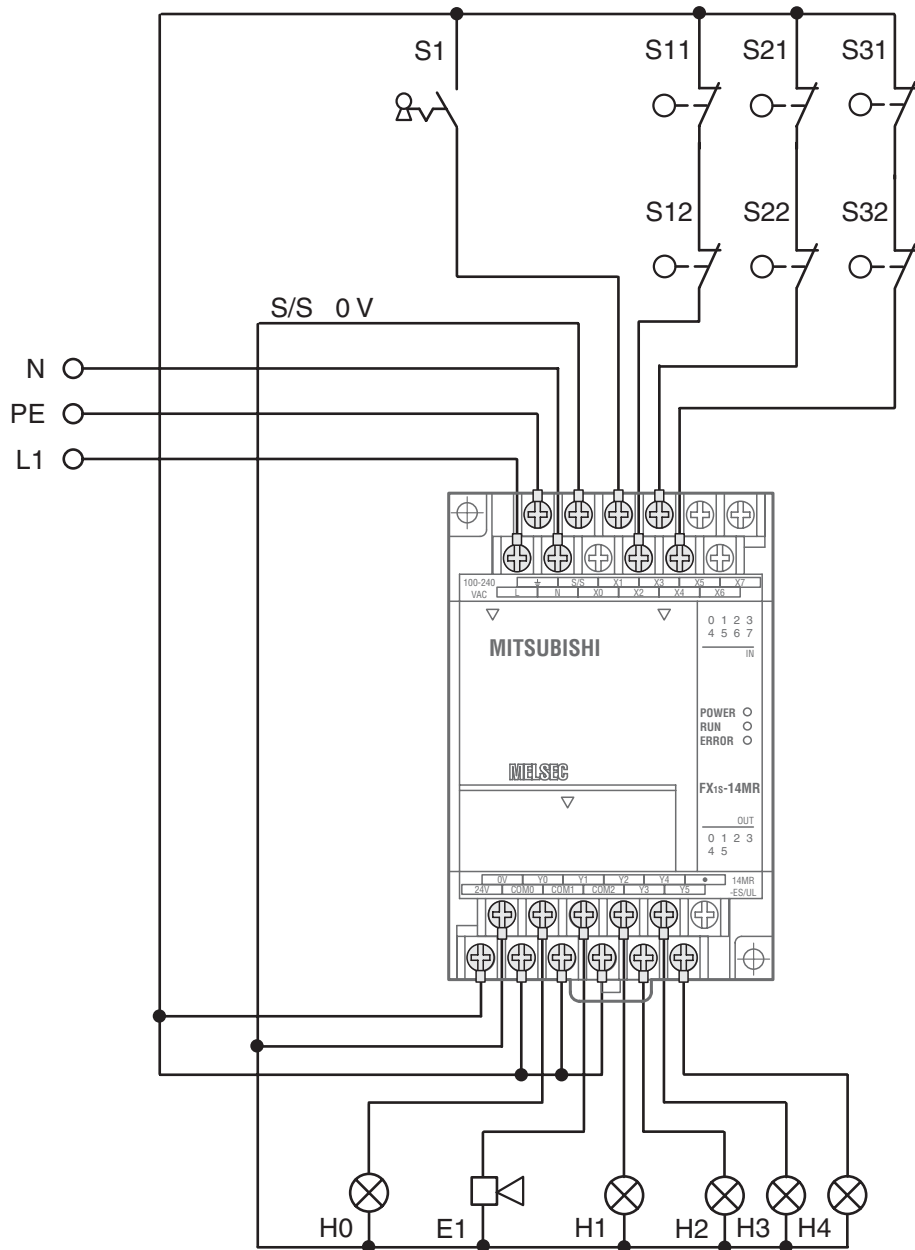 S1 S11 S21 S31
S12 S22 S32
S/S 0 V
N
PE
L1
100-240 ⏚ S/S X1 X3 X5 X7
VAC L N X0 X2 X4 X6
0 1 2 3
4 5 6 7
IN
MITSUBISHI
POWER
RUN
ERROR
MELSEC
FX1S-14MR
OUT
0 1 2 3
4 5
0V Y0 Y1 Y2 Y4 • 14MR
24V COM0 COM1 COM2 Y3 Y5 -ES/UL
H0 E1 H1 H2 H3 H4